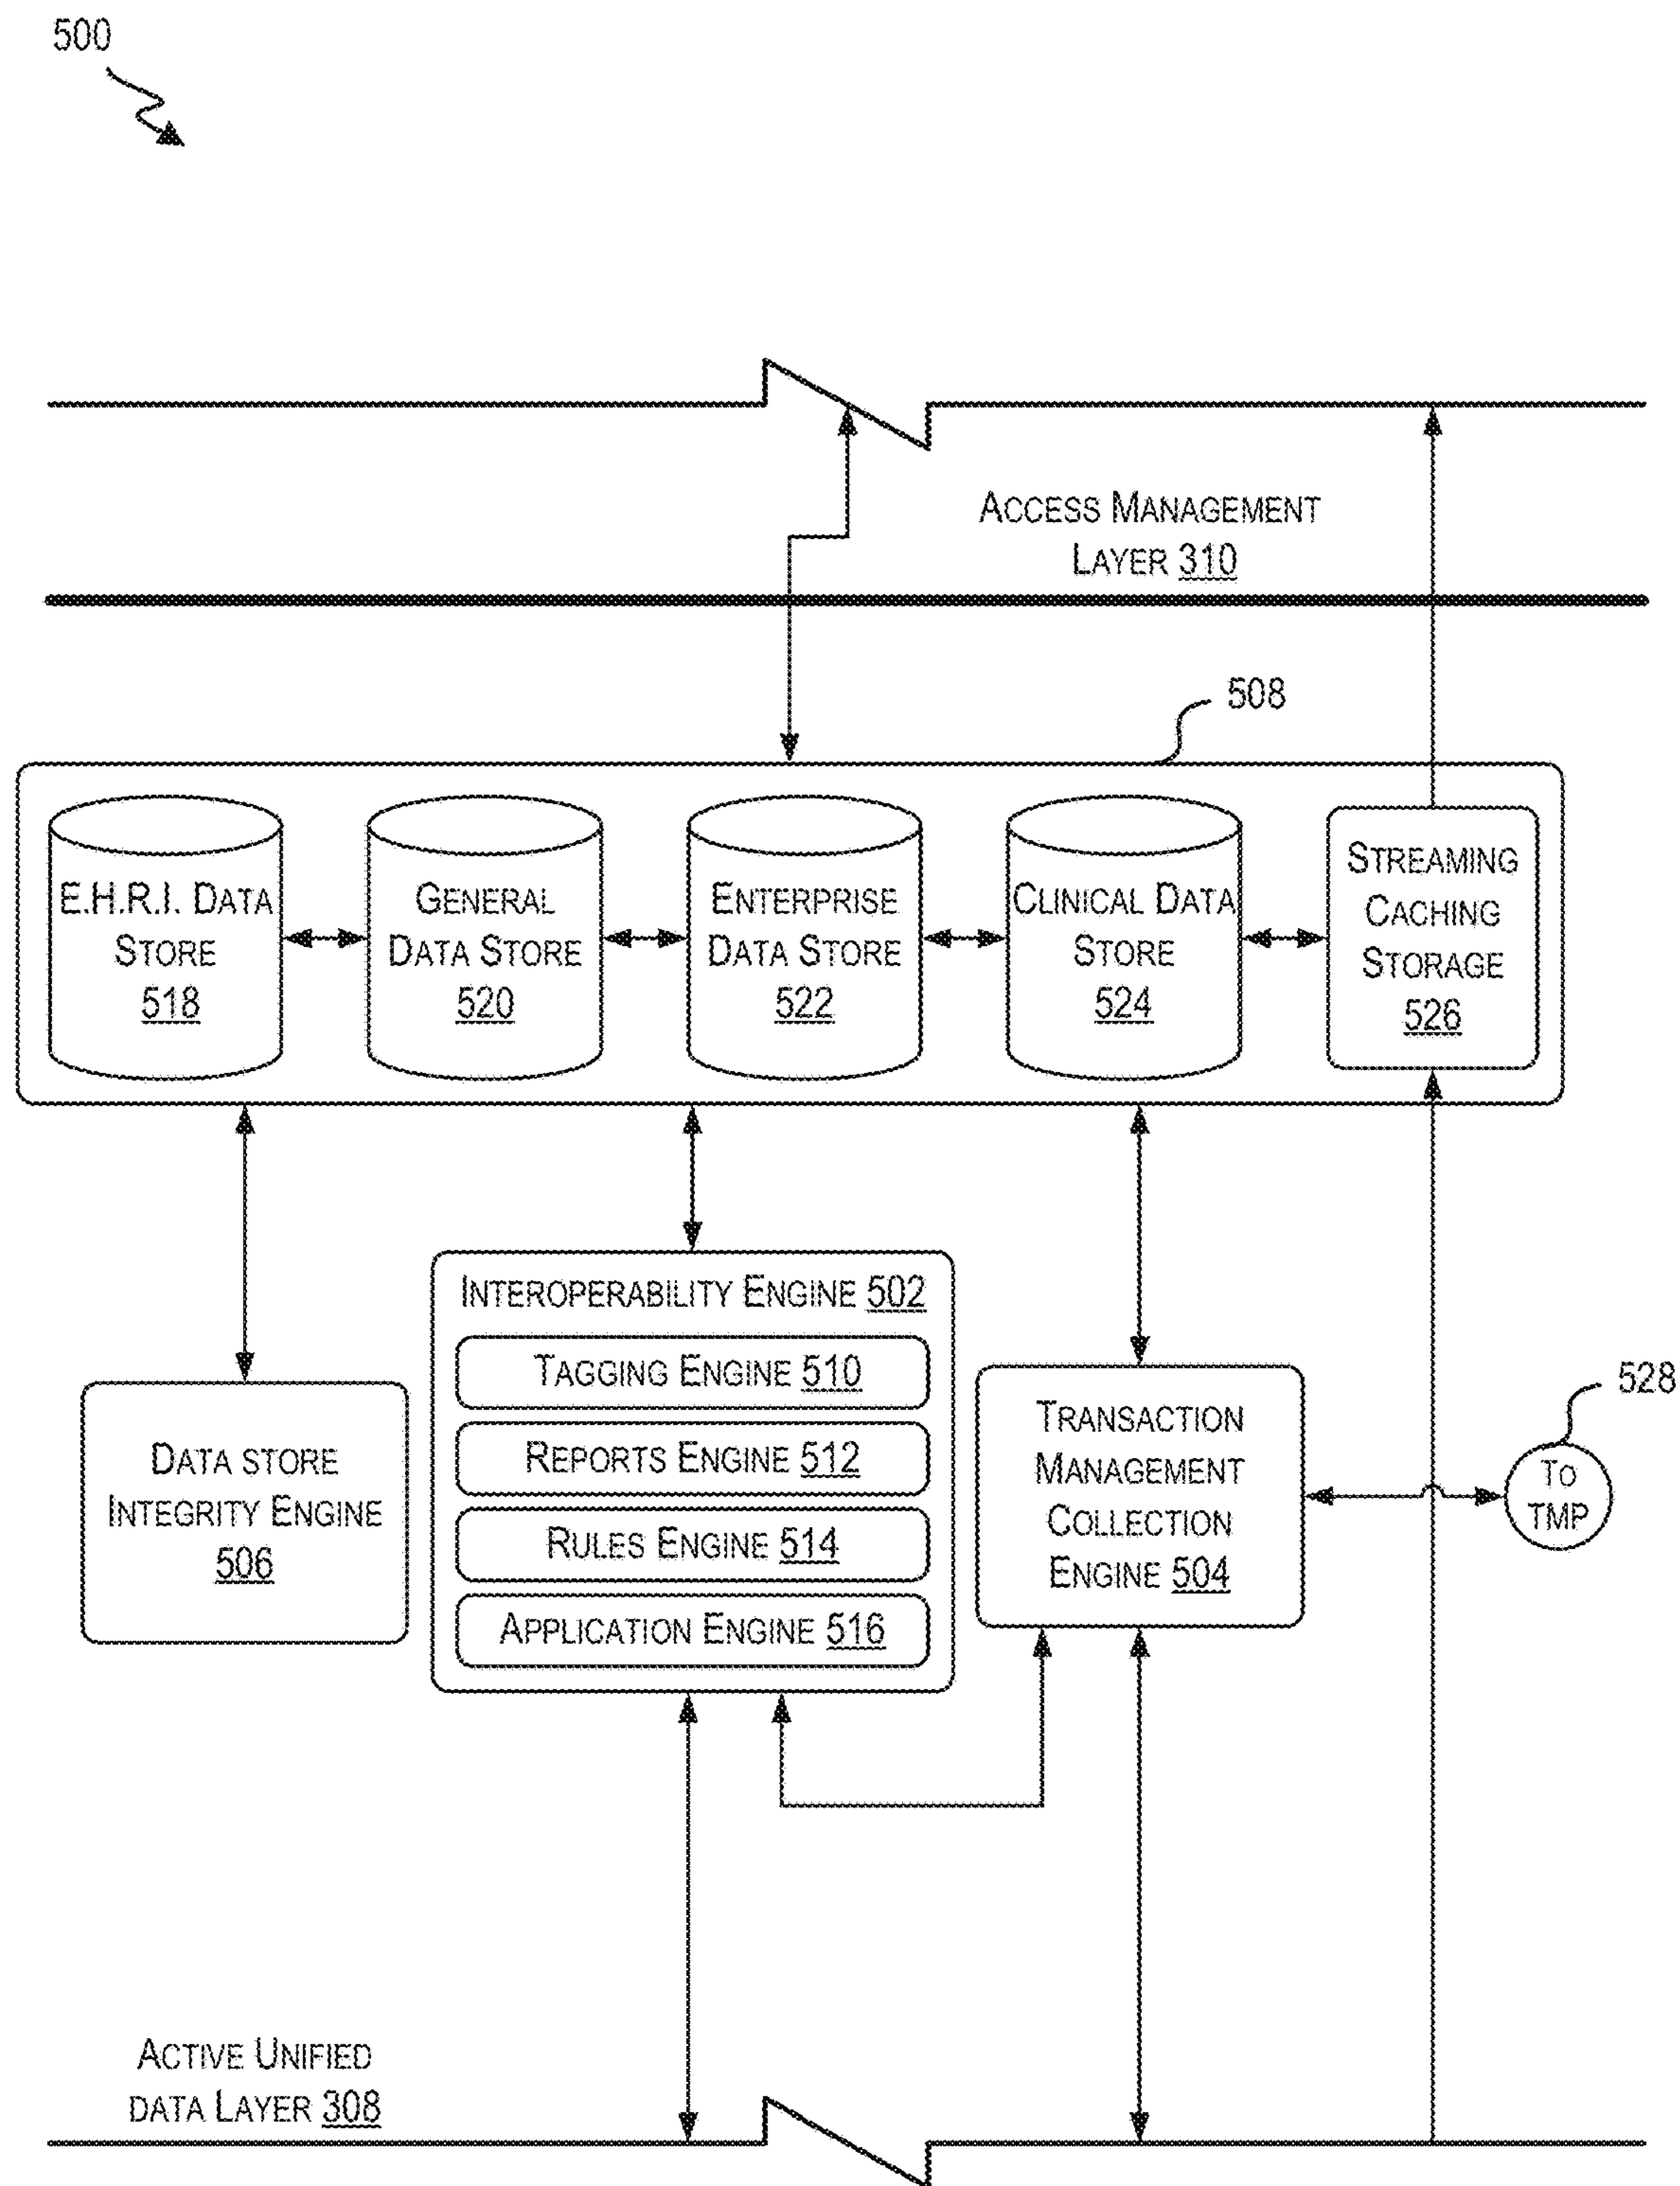 500
ACCESS MANAGEMENT
LAYER 310
508
E.H.R.I. DATA
STORE
518
GENERAL
DATA STORE
520
ENTERPRISE
DATA STORE
522
CLINICAL DATA
STORE
524
STREAMING
CACHING
STORAGE
526
INTEROPERABILITY ENGINE 502
TAGGING ENGINE 510
REPORTS ENGINE 512
RULES ENGINE 514
APPLICATION ENGINE 516
DATA STORE
INTEGRITY ENGINE
506
TRANSACTION
MANAGEMENT
COLLECTION
ENGINE 504
528
TO
TMP
ACTIVE UNIFIED
DATA LAYER 308